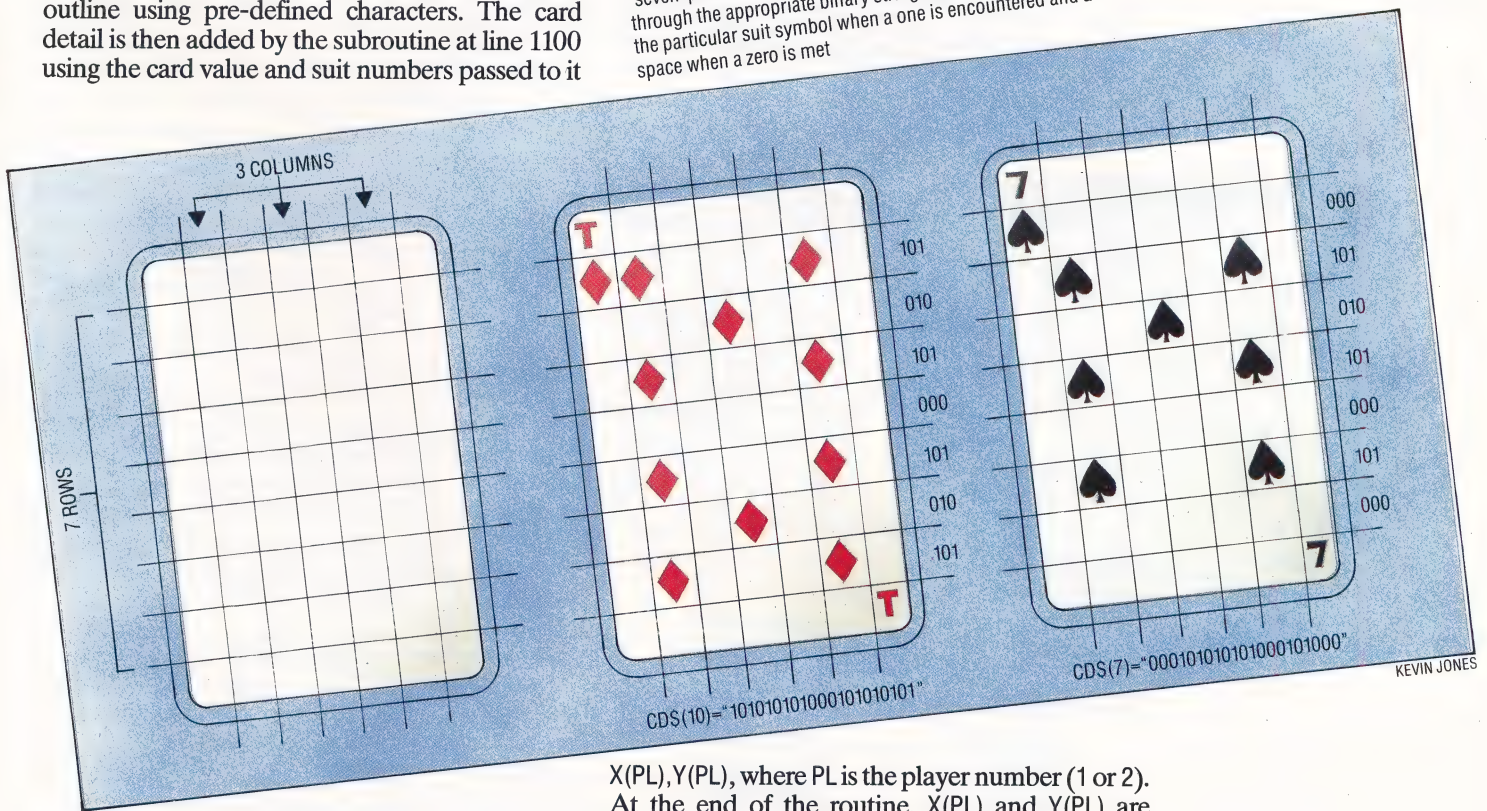 outline using pre-defined characters. The card
detail is then added by the subroutine at line 1100
using the card value and suit numbers passed to it
through the appropriate binary
the particular suit symbol when a one is encountered and
space when a zero is met
3 COLUMNS
7 ROWS
T
101
010
101
000
101
010
101
T
CD$(10)="101010101000101010101"
7
000
101
010
101
000
101
000
7
CD$(7)="000101010101000101000"
KEVIN JONES
X(PL),Y(PL), where PL is the player number (1 or 2).
At the end of the routine, X(PL) and Y(PL) are